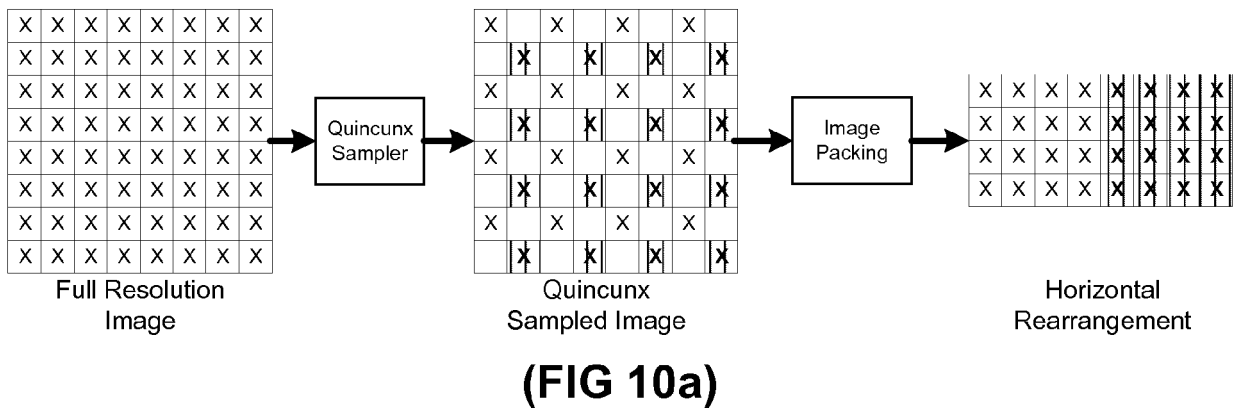 X X X X X X X X
X X X X X X X X
X X X X X X X X
X X X X X X X X
X X X X X X X X
X X X X X X X X
X X X X X X X X
X X X X X X X X
Full Resolution
Image
Quincunx
Sampler
X X X X
X X X X
X X X X
X X X X
X X X X
X X X X
X X X X
X X X X
Quincunx
Sampled Image
Image
Packing
X X X X X X X X
X X X X X X X X
X X X X X X X X
X X X X X X X X
Horizontal
Rearrangement
(FIG 10a)